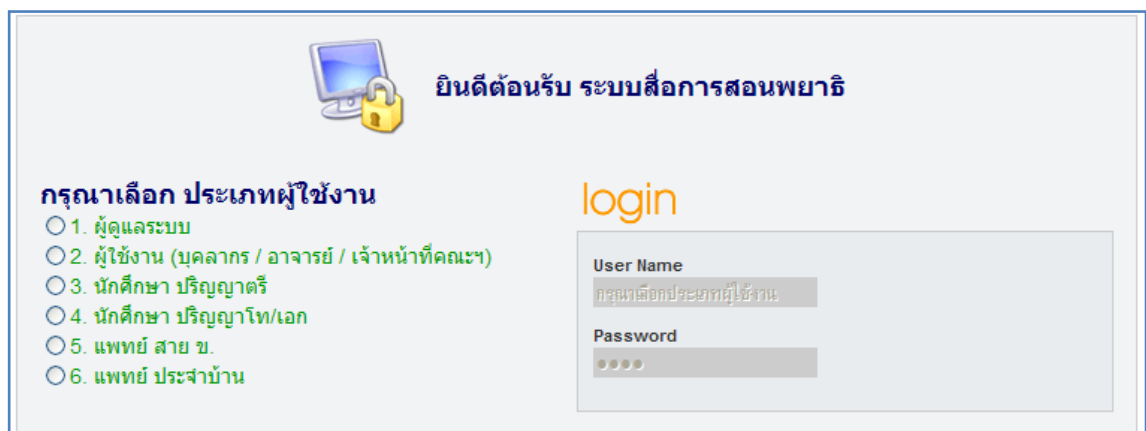 ยินดีต้อนรับ ระบบสื่อการสอนพยาธิ
กรุณาเลือก ประเภทผู้ใช้งาน
1. ผู้ดูแลระบบ
2. ผู้ใช้งาน (บุคลากร / อาจารย์ / เจ้าหน้าที่คณะฯ)
3. นักศึกษา ปริญญาตรี
4. นักศึกษา ปริญญาโท/เอก
5. แพทย์ สาย ข.
6. แพทย์ ประจำบ้าน
login
User Name
กรุณาเลือกประเภทผู้ใช้งาน
Password